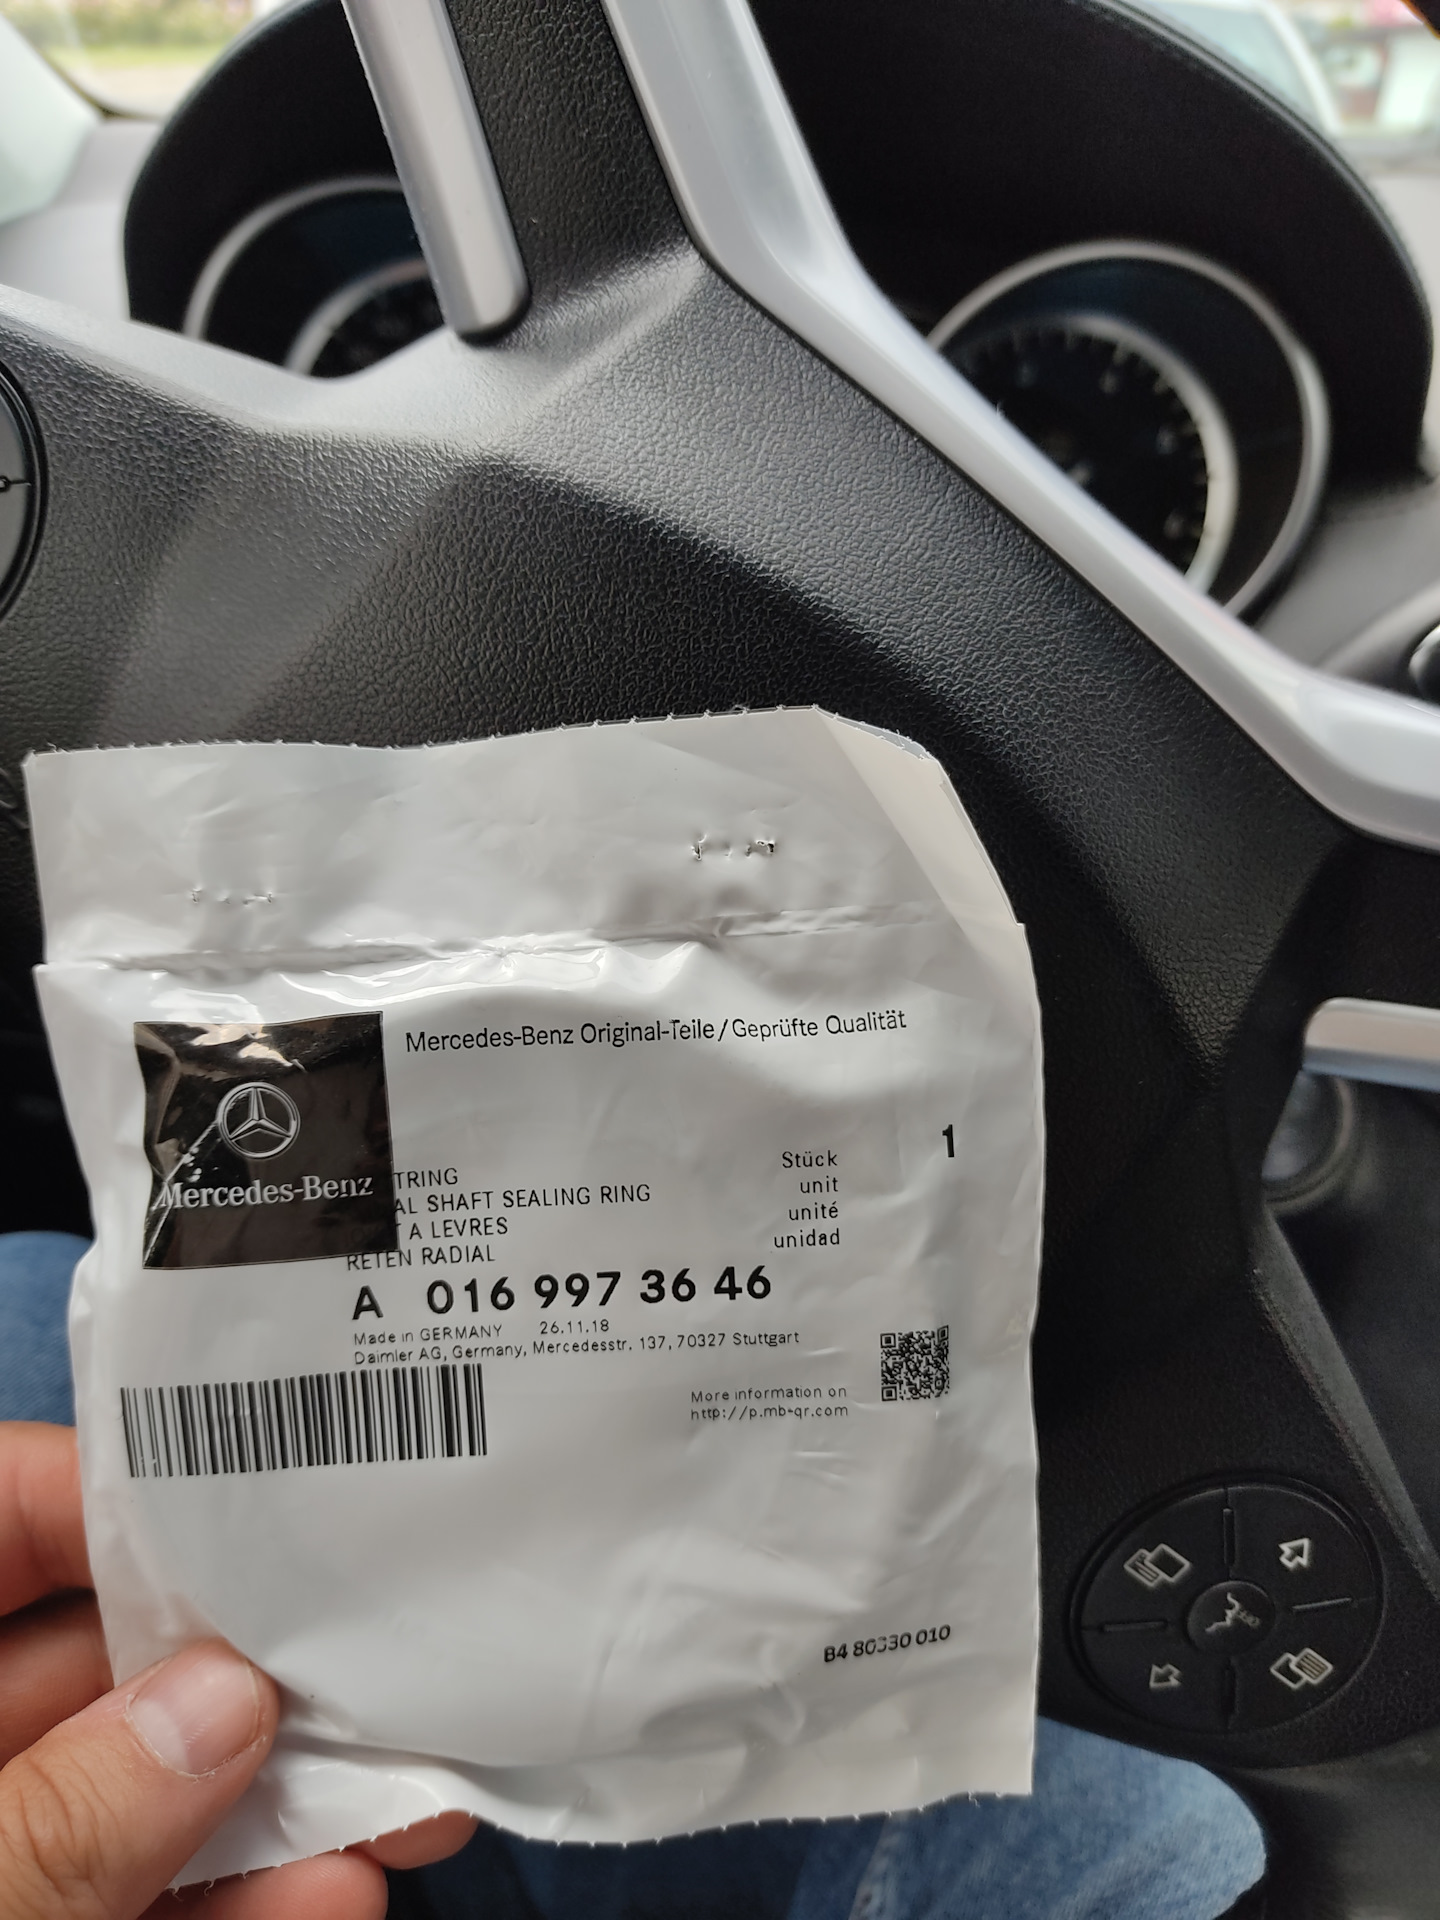 Mercedes-Benz Original-Teile/Geprüfte Qualität
Mercedes-Benz
1
Stück
unit
unité
unidad
TRING
AL SHAFT SEALING RING
T A LEVRES
RETEN RADIAL
A 016 997 36 46
Made in GERMANY 26.11.18
Daimler AG, Germany, Mercedesstr. 137, 70327 Stuttgart
More information on
http://p.mb-qr.com
B4 80330 010
OFF